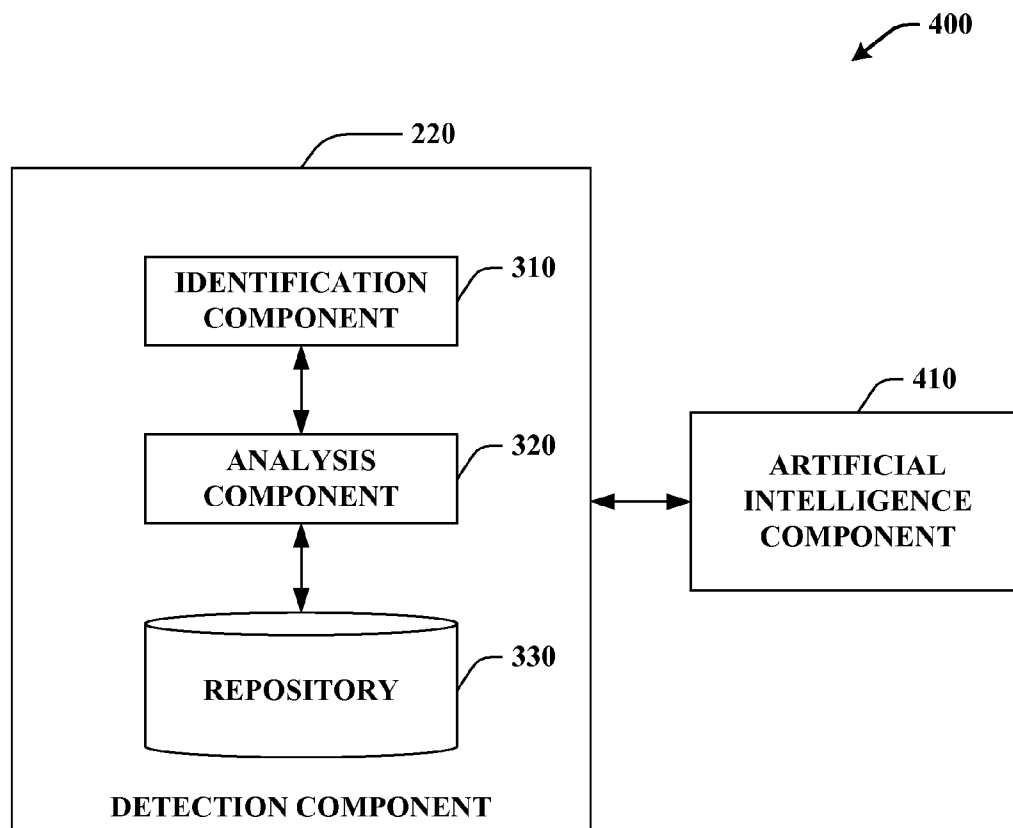 400
220
IDENTIFICATION
COMPONENT
310
ANALYSIS
COMPONENT
320
410
ARTIFICIAL
INTELLIGENCE
COMPONENT
REPOSITORY
330
DETECTION COMPONENT